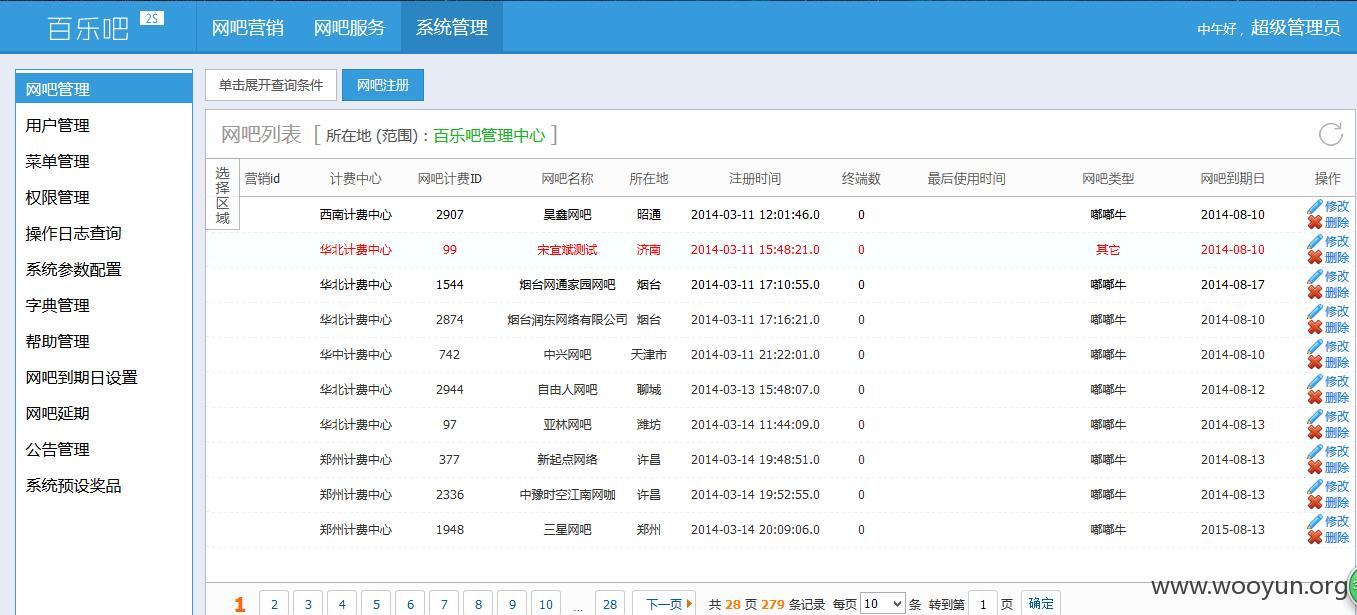 百乐吧 2S 网吧营销 网吧服务 系统管理 中午好，超级管理员
网吧管理
用户管理
菜单管理
权限管理
操作日志查询
系统参数配置
字典管理
帮助管理
网吧到期日设置
网吧延期
公告管理
系统预设奖品
单击展开查询条件 网吧注册
网吧列表 [ 所在地 (范围)：百乐吧管理中心 ]
选择区域
营销id 计费中心 网吧计费ID 网吧名称 所在地 注册时间 终端数 最后使用时间 网吧类型 网吧到期日 操作
西南计费中心 2907 昊鑫网吧 昭通 2014-03-11 12:01:46.0 0 嘟嘟牛 2014-08-10 修改 删除
华北计费中心 99 宋宜斌测试 济南 2014-03-11 15:48:21.0 0 其它 2014-08-10 修改 删除
华北计费中心 1544 烟台网通家园网吧 烟台 2014-03-11 17:10:55.0 0 嘟嘟牛 2014-08-17 修改 删除
华北计费中心 2874 烟台润东网络有限公司 烟台 2014-03-11 17:16:21.0 0 嘟嘟牛 2014-08-10 修改 删除
华中计费中心 742 中兴网吧 天津市 2014-03-11 21:22:01.0 0 嘟嘟牛 2014-08-10 修改 删除
华北计费中心 2944 自由人网吧 聊城 2014-03-13 15:48:07.0 0 嘟嘟牛 2014-08-12 修改 删除
华北计费中心 97 亚林网吧 潍坊 2014-03-14 11:44:09.0 0 嘟嘟牛 2014-08-13 修改 删除
郑州计费中心 377 新起点网络 许昌 2014-03-14 19:48:51.0 0 嘟嘟牛 2014-08-13 修改 删除
郑州计费中心 2336 中豫时空江南网咖 许昌 2014-03-14 19:52:55.0 0 嘟嘟牛 2014-08-13 修改 删除
郑州计费中心 1948 三星网吧 郑州 2014-03-14 20:09:06.0 0 嘟嘟牛 2015-08-13 修改 删除
1 2 3 4 5 6 7 8 9 10 ... 28 下一页 共 28 页 279 条记录 每页 10 条 转到第 1 页 确定
www.wooyun.org